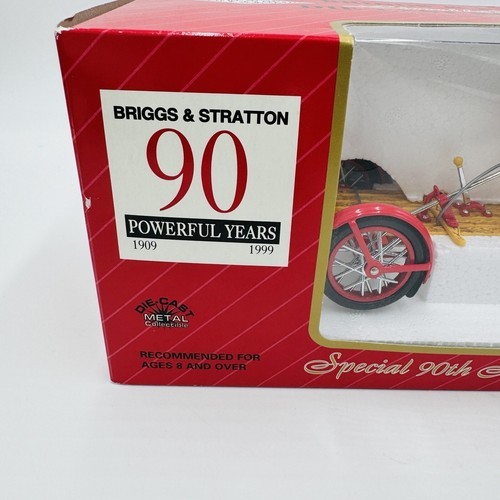 BRIGGS & STRATTON
90
POWERFUL YEARS
1909 1999
DIE-CAST
METAL
Collectible
RECOMMENDED FOR
AGES 8 AND OVER
Special 90th